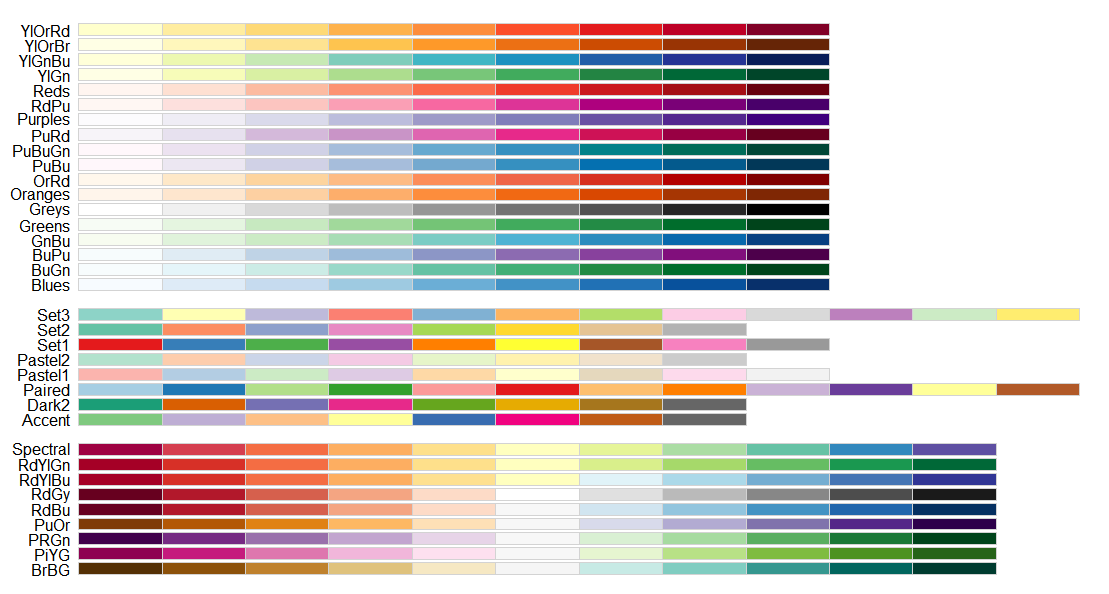 YlOrRd
YlOrBr
YlGnBu
YlGn
Reds
RdPu
Purples
PuRd
PuBuGn
PuBu
OrRd
Oranges
Greys
Greens
GnBu
BuPu
BuGn
Blues
Set3
Set2
Set1
Pastel2
Pastel1
Paired
Dark2
Accent
Spectral
RdYlGn
RdYlBu
RdGy
RdBu
PuOr
PRGn
PiYG
BrBG